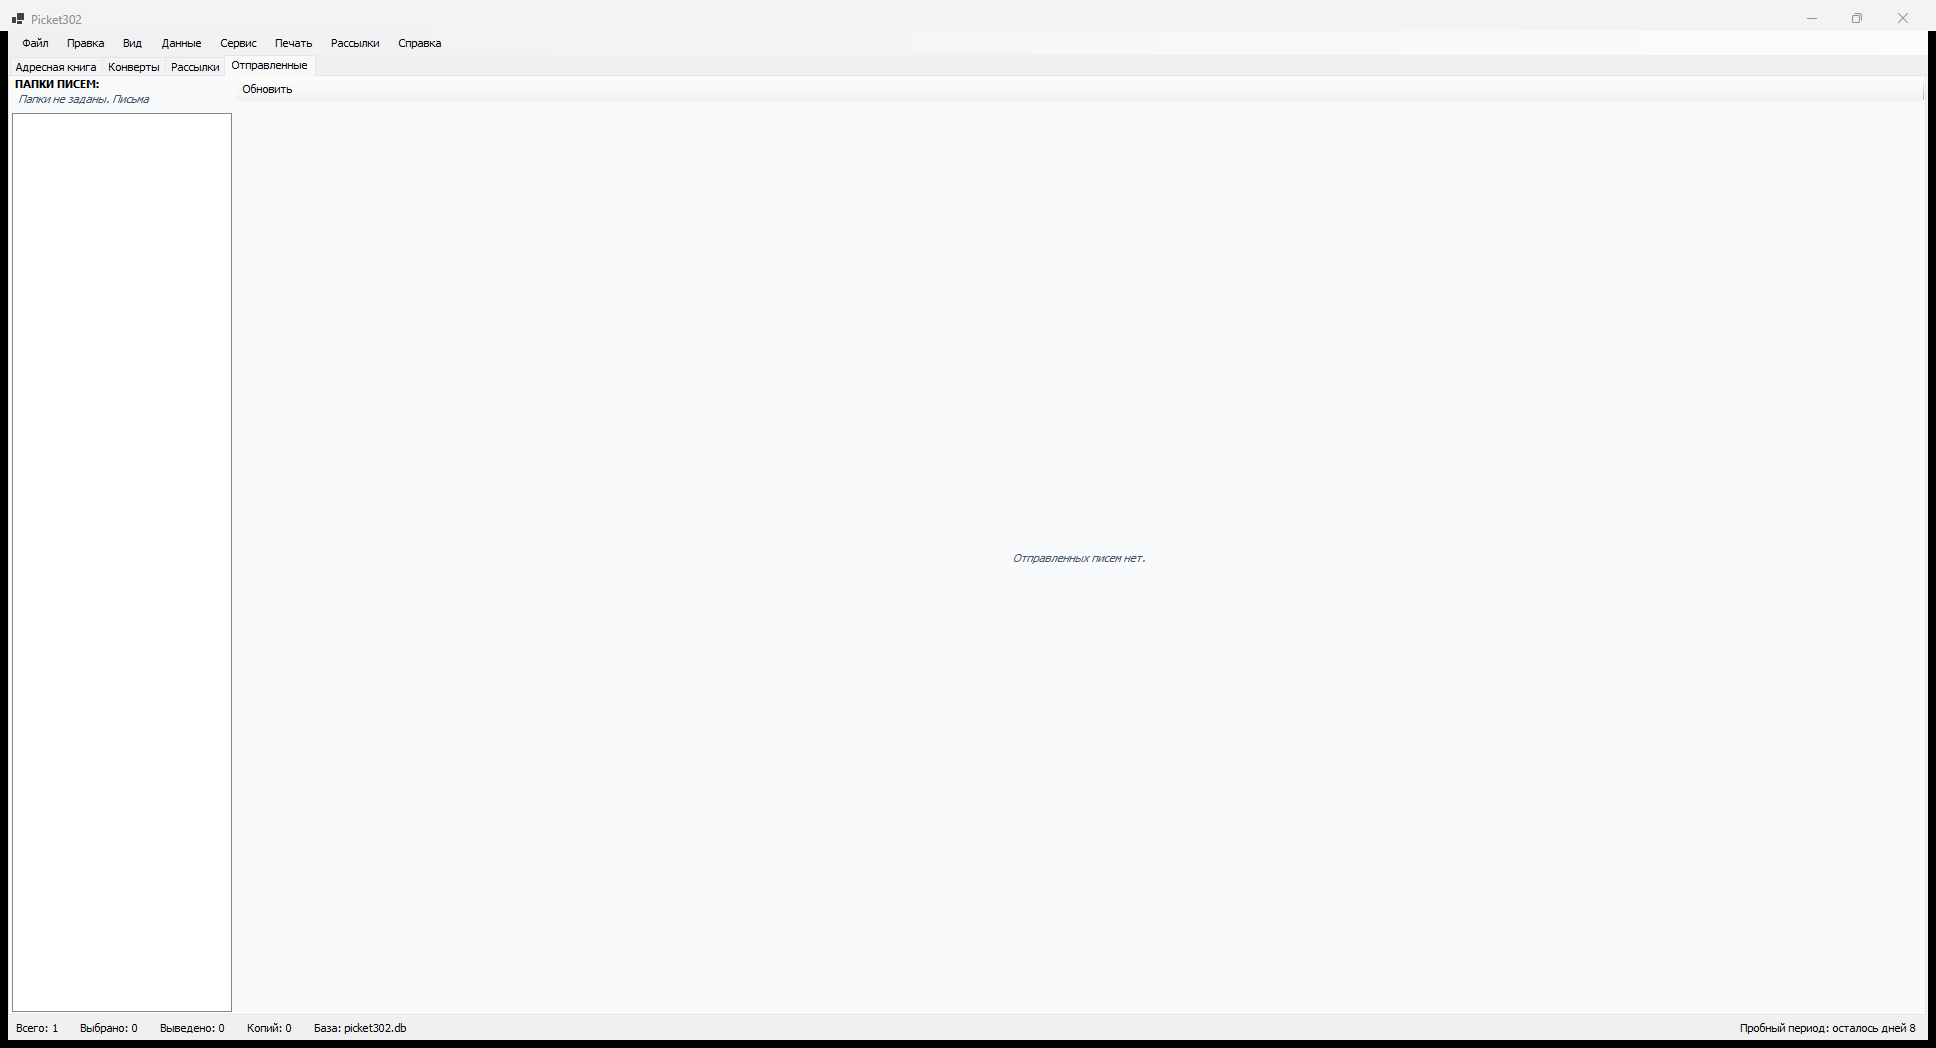 Picket302
Файл Правка Вид Данные Сервис Печать Рассылки Справка
Адресная книга Конверты Рассылки Отправленные
ПАПКИ ПИСЕМ:
Папки не заданы. Письма
Обновить
Отправленных писем нет.
Всего: 1 Выбрано: 0 Выведено: 0 Копий: 0 База: picket302.db Пробный период: осталось дней 8